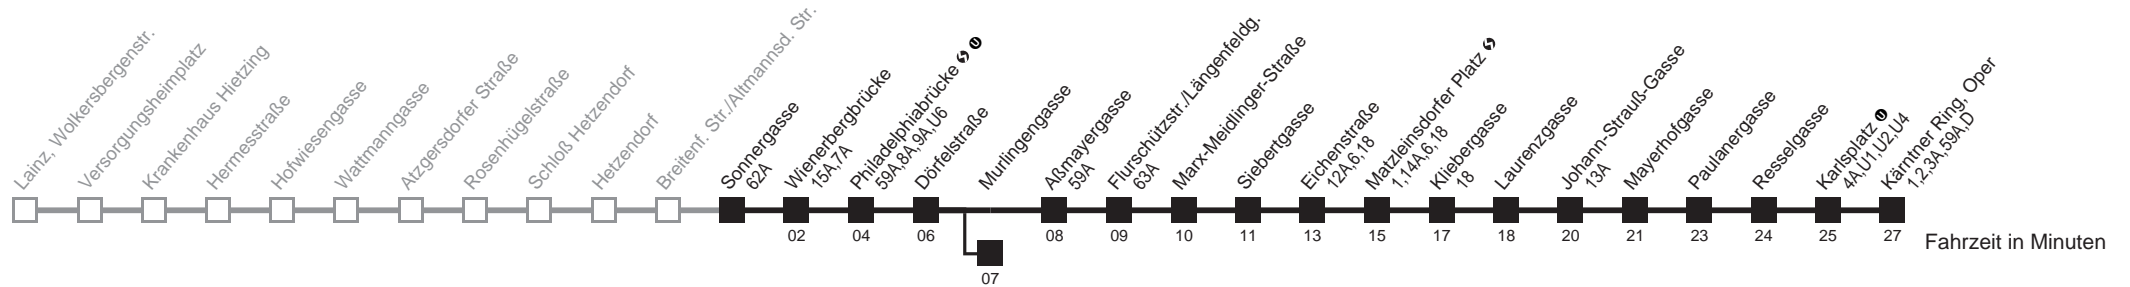 Lainz, Wolkersbergenstr.
Versorgungsheimplatz
Krankenhaus Hietzing
Hermesstraße
Hofwiesengasse
Wattmanngasse
Atzgersdorfer Straße
Rosenhügelstraße
Schloß Hetzendorf
Hetzendorf
Breitenf. Str./Altmannsd. Str.
Sonnergasse
62A
Wienerbergbrücke
15A,7A
Philadelphiabrücke S U
59A,8A,9A,U6
Dörfelstraße
Murlingengasse
Aßmayergasse
59A
Flurschützstr./Längenfeldg.
63A
Marx-Meidlinger-Straße
Siebertgasse
Eichenstraße
12A,6,18
Matzleinsdorfer Platz S
1,14A,6,18
Kliebergasse
18
Laurenzgasse
Johann-Strauß-Gasse
13A
Mayerhofgasse
Paulanergasse
Resselgasse
Karlsplatz U
4A,U1,U2,U4
Kärntner Ring, Oper
1,2,3A,59A,D
02 04 06 08 09 10 11 13 15 17 18 20 21 23 24 25 27
Fahrzeit in Minuten
07